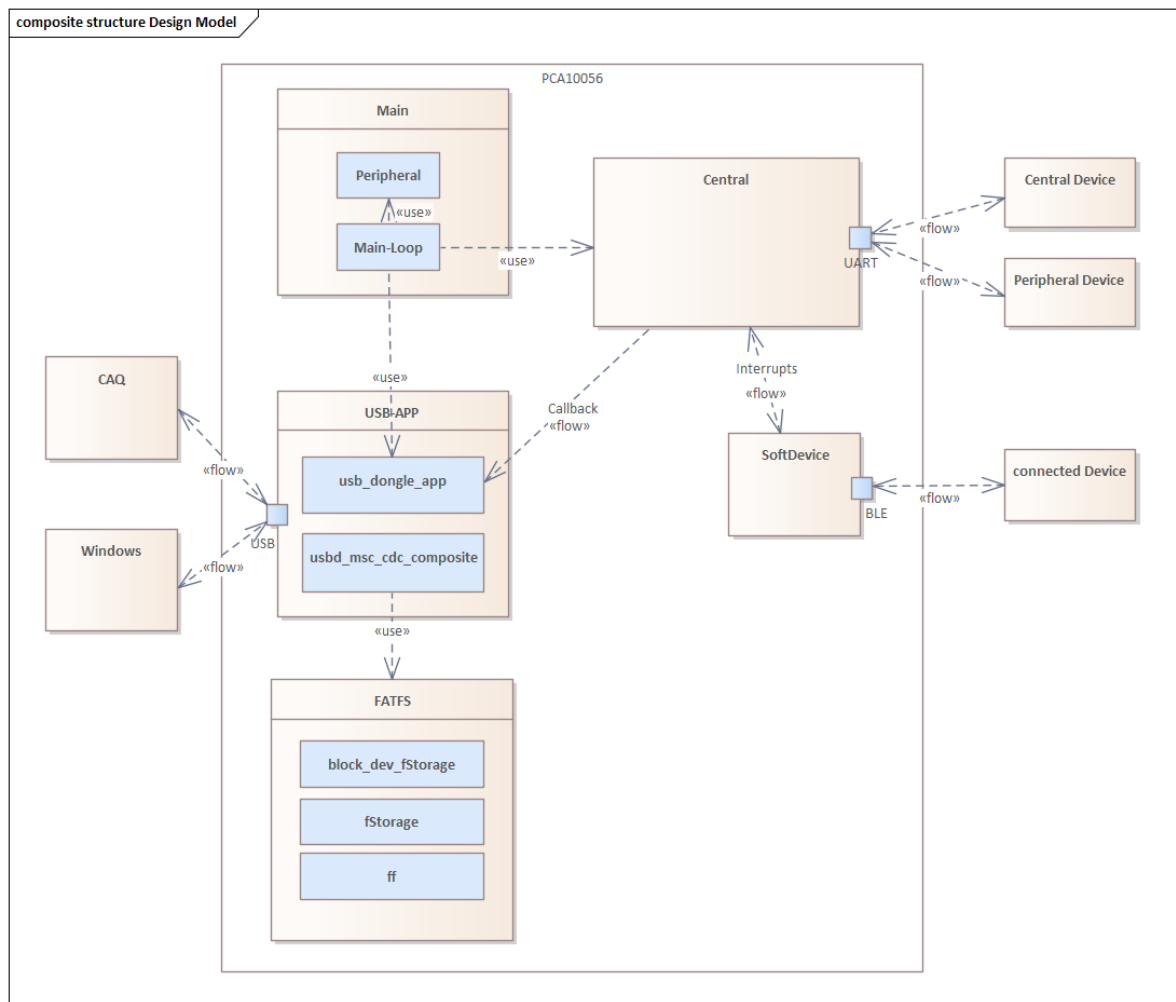 composite structure Design Model
PCA10056
Main
Peripheral
«use»
Main-Loop
«use»
Central
UART
Central Device
«flow»
Peripheral Device
«flow»
«use»
Interrupts
«flow»
Callback
«flow»
CAQ
«flow»
USB-APP
usb_dongle_app
usbd_msc_cdc_composite
USB
Windows
«flow»
SoftDevice
BLE
connected Device
«flow»
«use»
FATFS
block_dev_fStorage
fStorage
ff